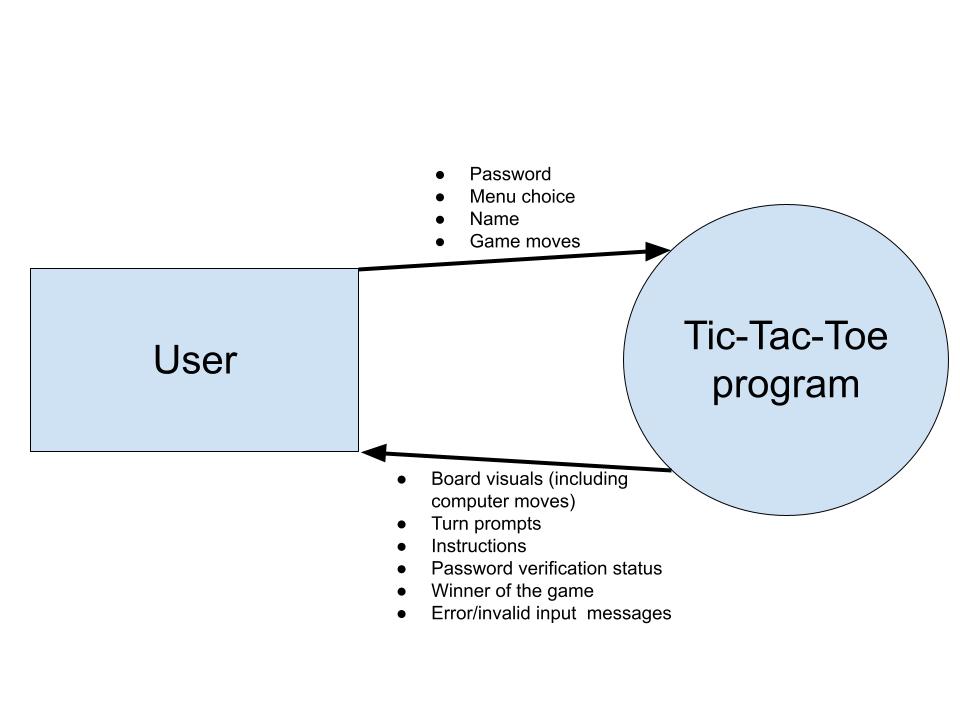 ● Password
● Menu choice
● Name
● Game moves
User
Tic-Tac-Toe
program
● Board visuals (including
computer moves)
● Turn prompts
● Instructions
● Password verification status
● Winner of the game
● Error/invalid input  messages